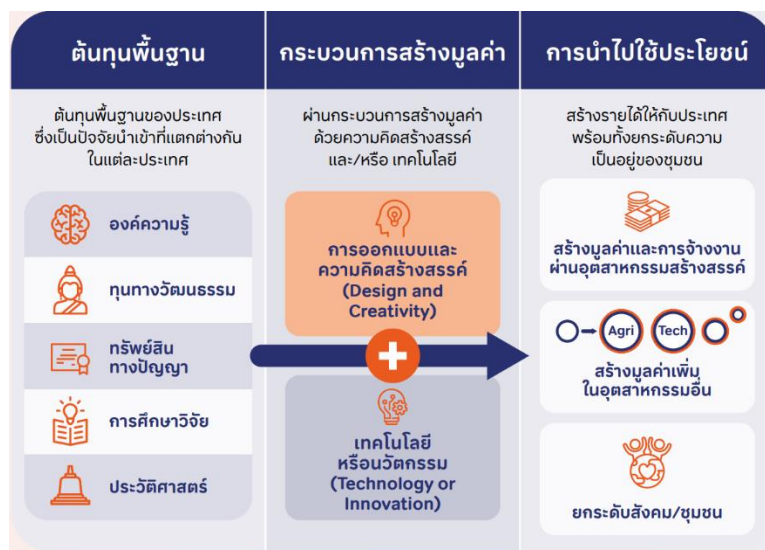 ต้นทุนพื้นฐาน
ต้นทุนพื้นฐานของประเทศ
ซึ่งเป็นปัจจัยนำเข้าที่แตกต่างกัน
ในแต่ละประเทศ
องค์ความรู้
ทุนทางวัฒนธรรม
ทรัพย์สิน
ทางปัญญา
การศึกษาวิจัย
ประวัติศาสตร์
กระบวนการสร้างมูลค่า
ผ่านกระบวนการสร้างมูลค่า
ด้วยความคิดสร้างสรรค์
และ/หรือ เทคโนโลยี
การออกแบบและ
ความคิดสร้างสรรค์
(Design and
Creativity)
+
เทคโนโลยี
หรือนวัตกรรม
(Technology or
Innovation)
การนำไปใช้ประโยชน์
สร้างรายได้ให้กับประเทศ
พร้อมทั้งยกระดับความ
เป็นอยู่ของชุมชน
สร้างมูลค่าและการจ้างงาน
ผ่านอุตสาหกรรมสร้างสรรค์
Agri Tech
สร้างมูลค่าเพิ่ม
ในอุตสาหกรรมอื่น
ยกระดับสังคม/ชุมชน